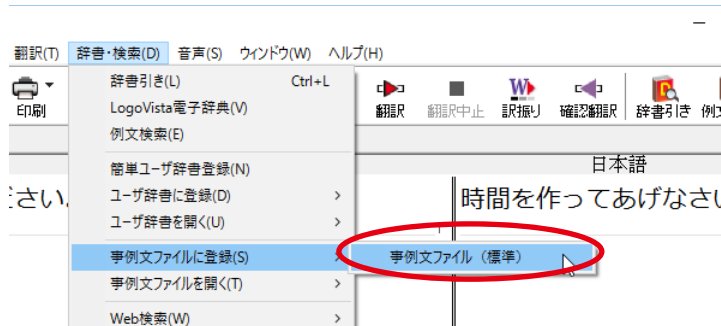 翻訳(T) 辞書・検索(D) 音声(S) ウィンドウ(W) ヘルプ(H)
印刷
翻訳 翻訳中止 訳振り 確認翻訳 辞書引き 例文
辞書引き(L) Ctrl+L
LogoVista電子辞典(V)
例文検索(E)
簡単ユーザ辞書登録(N)
ユーザ辞書に登録(D)
ユーザ辞書を開く(U)
事例文ファイルに登録(S)
事例文ファイルを開く(T)
Web検索(W)
事例文ファイル（標準）
日本語
ださい。
時間を作ってあげなさい